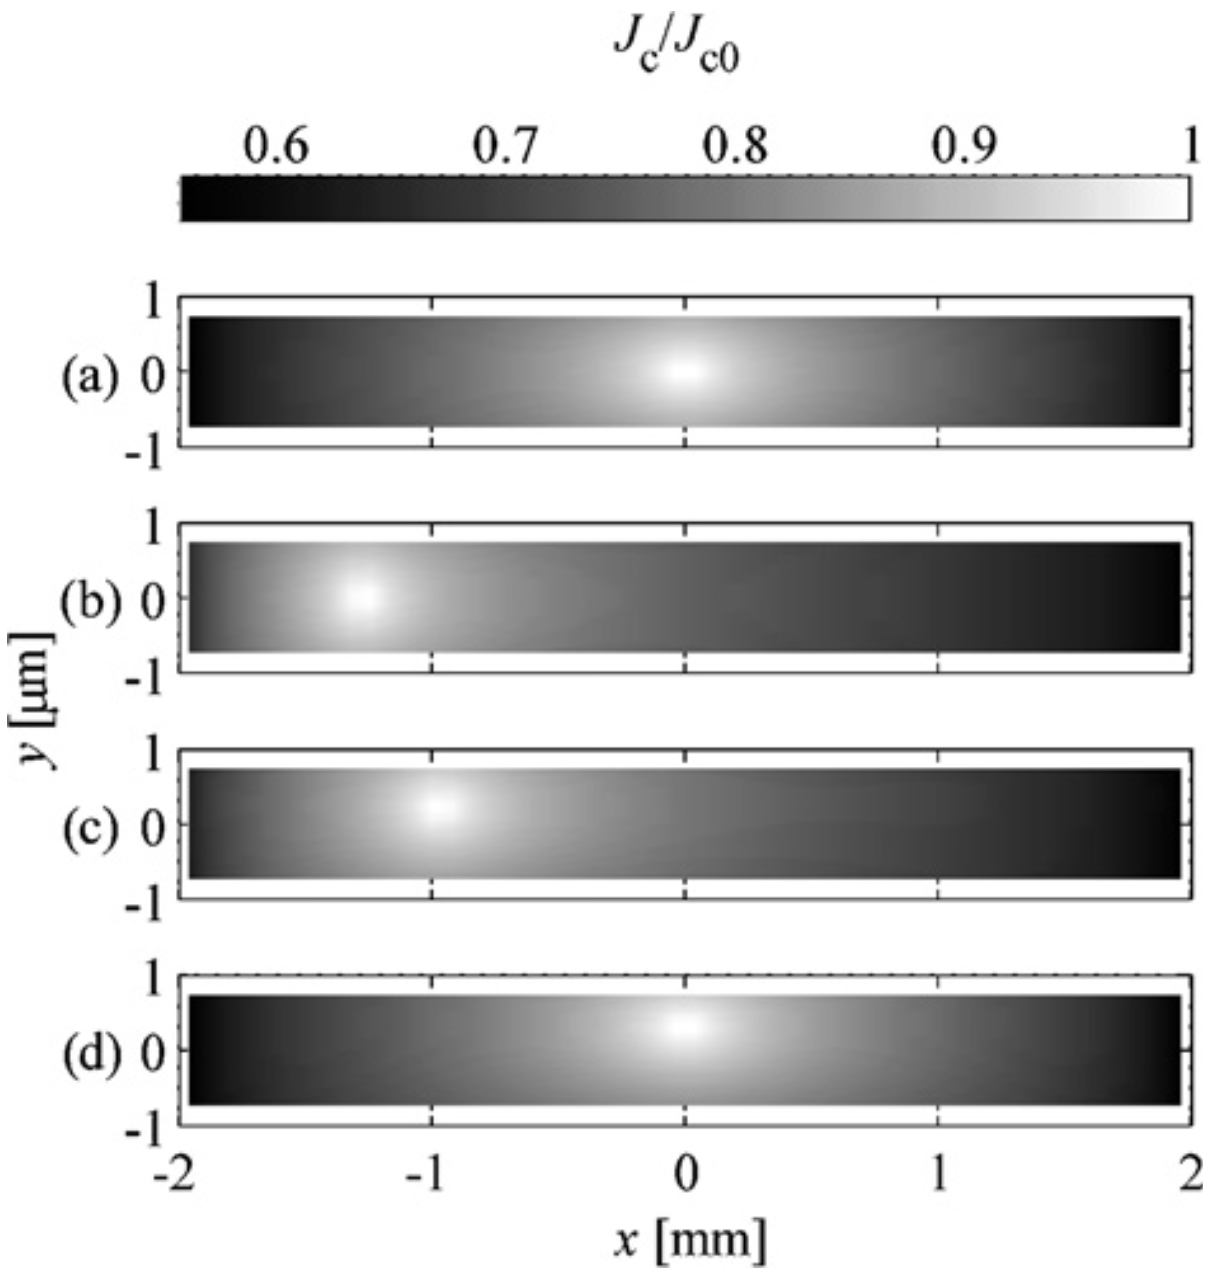 J_c/J_c0
0.6 0.7 0.8 0.9 1
1
(a) 0
-1
1
(b) 0
-1
y [μm]
1
(c) 0
-1
1
(d) 0
-1
-2 -1 0 1 2
x [mm]